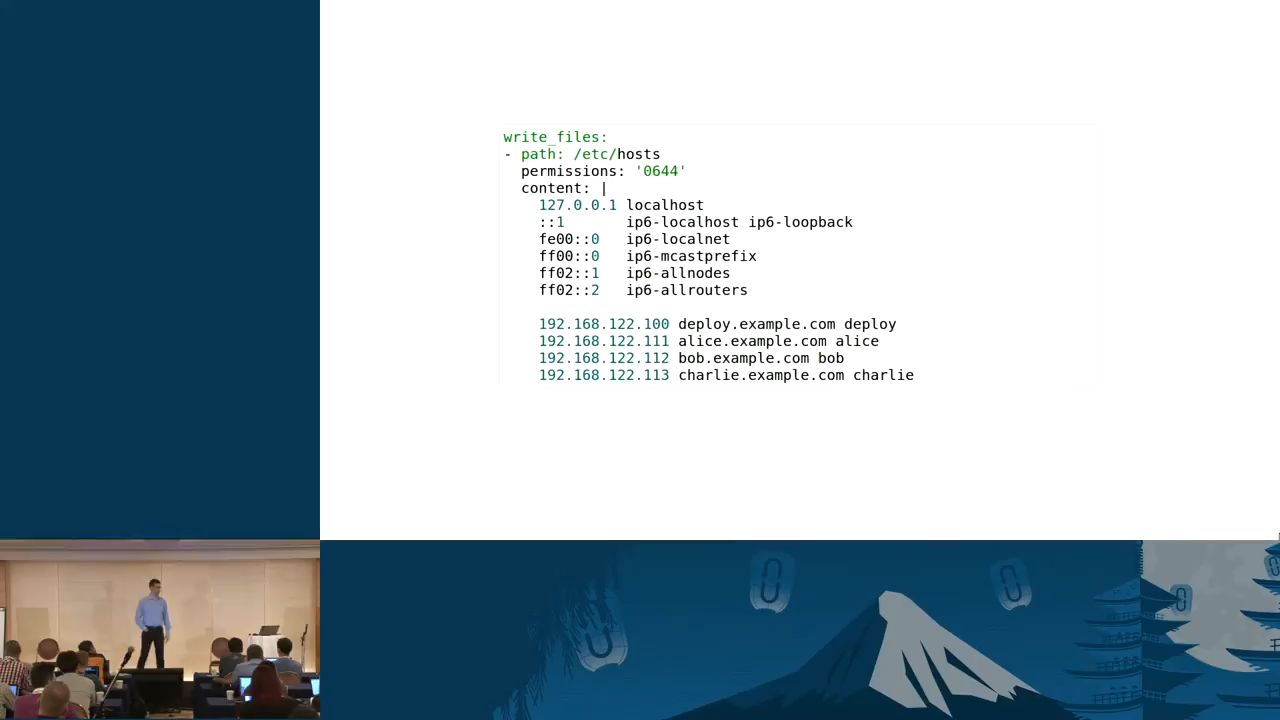 write_files:
- path: /etc/hosts
  permissions: '0644'
  content: |
    127.0.0.1 localhost
    ::1       ip6-localhost ip6-loopback
    fe00::0   ip6-localnet
    ff00::0   ip6-mcastprefix
    ff02::1   ip6-allnodes
    ff02::2   ip6-allrouters

    192.168.122.100 deploy.example.com deploy
    192.168.122.111 alice.example.com alice
    192.168.122.112 bob.example.com bob
    192.168.122.113 charlie.example.com charlie